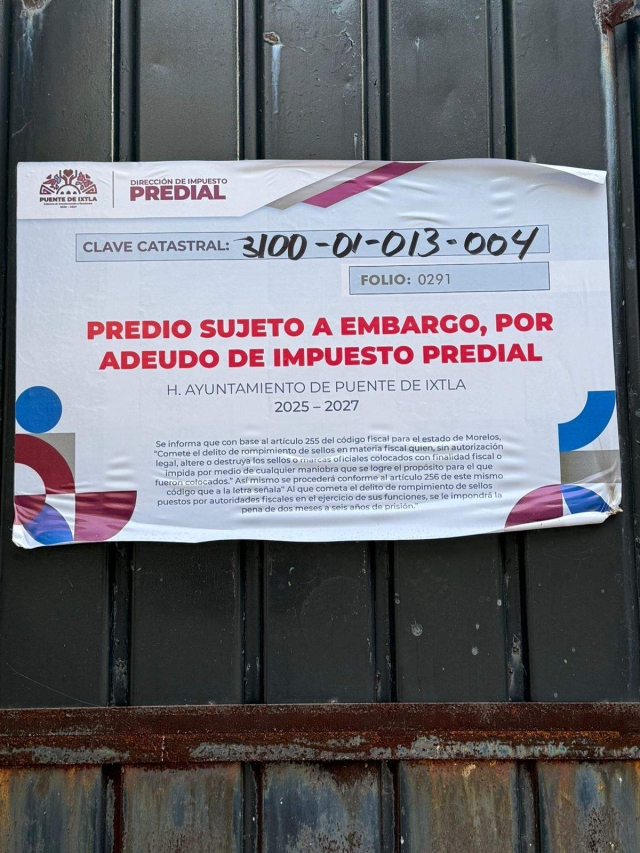 PUENTE DE IXTLA
DIRECCIÓN DE IMPUESTO
PREDIAL
CLAVE CATASTRAL: 3100-01-013-004
FOLIO: 0291
PREDIO SUJETO A EMBARGO, POR
ADEUDO DE IMPUESTO PREDIAL
H. AYUNTAMIENTO DE PUENTE DE IXTLA
2025 – 2027
Se informa que con base al artículo 255 del código fiscal para el estado de Morelos,
"Comete el delito de rompimiento de sellos en materia fiscal quien, sin autorización
legal, altere o destruya los sellos o marcas oficiales colocados con finalidad fiscal o
impida por medio de cualquier maniobra que se logre el propósito para el que
fueron colocados." Así mismo se procederá conforme al artículo 256 de este mismo
código que a la letra señala" Al que cometa el delito de rompimiento de sellos
puestos por autoridades fiscales en el ejercicio de sus funciones, se le impondrá la
pena de dos meses a seis años de prisión."